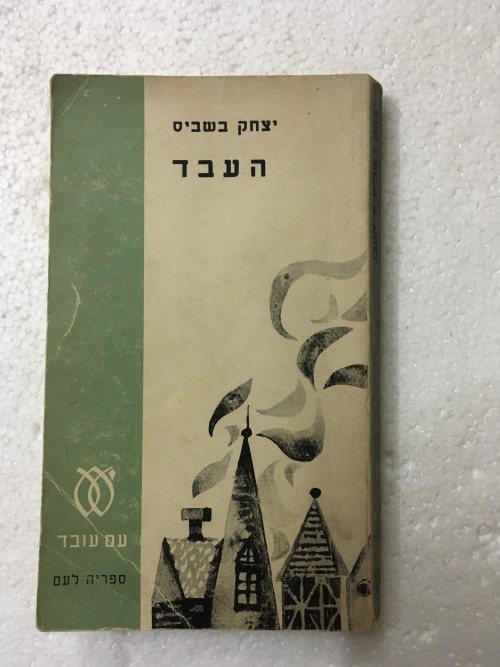 יצחק בשביס
העבד
עם עובד
ספריה לעם